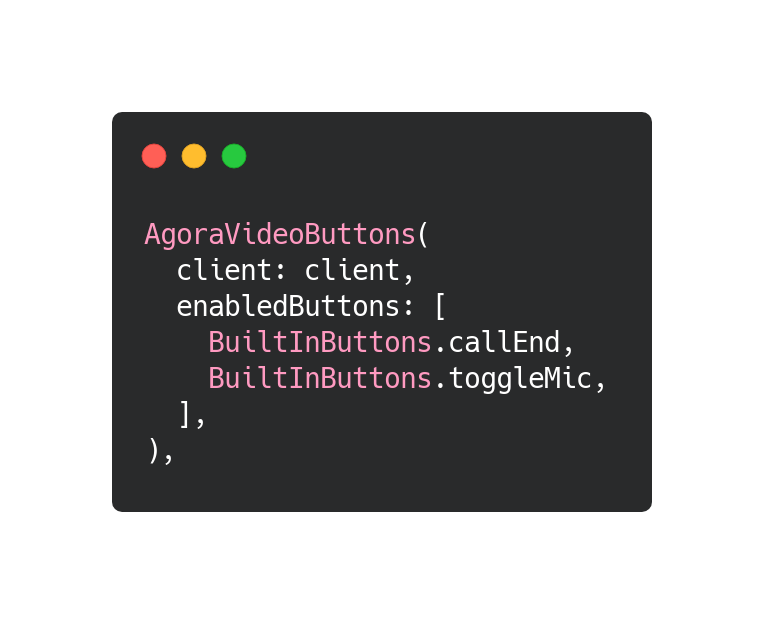 AgoraVideoButtons(
  client: client,
  enabledButtons: [
    BuiltInButtons.callEnd,
    BuiltInButtons.toggleMic,
  ],
),